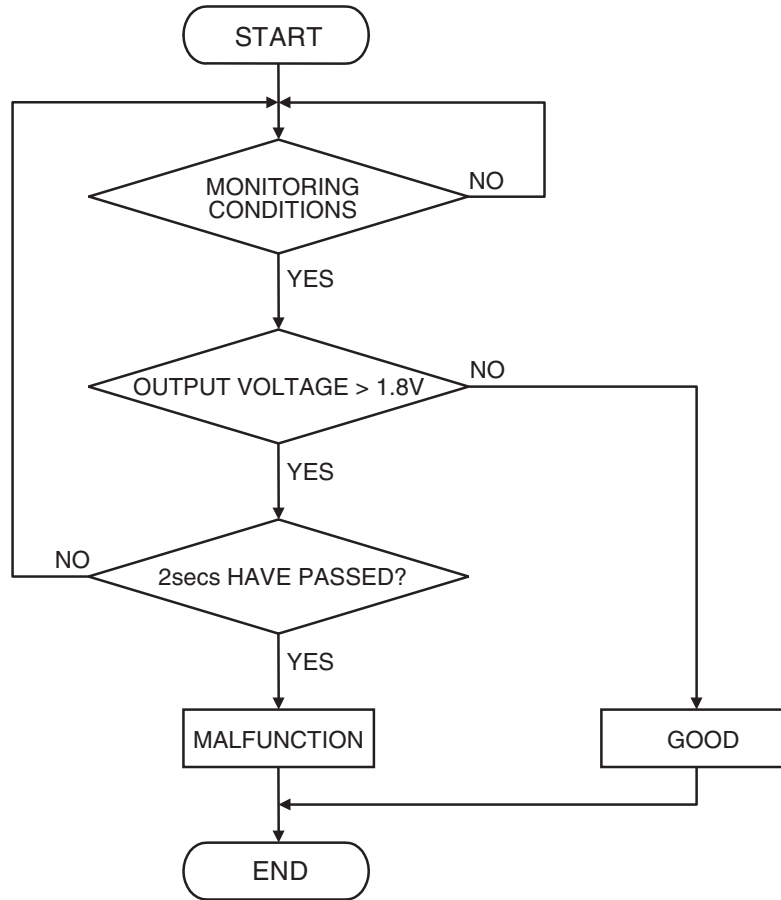 START
MONITORING
CONDITIONS
NO
YES
OUTPUT VOLTAGE > 1.8V
NO
YES
2secs HAVE PASSED?
NO
YES
MALFUNCTION
GOOD
END